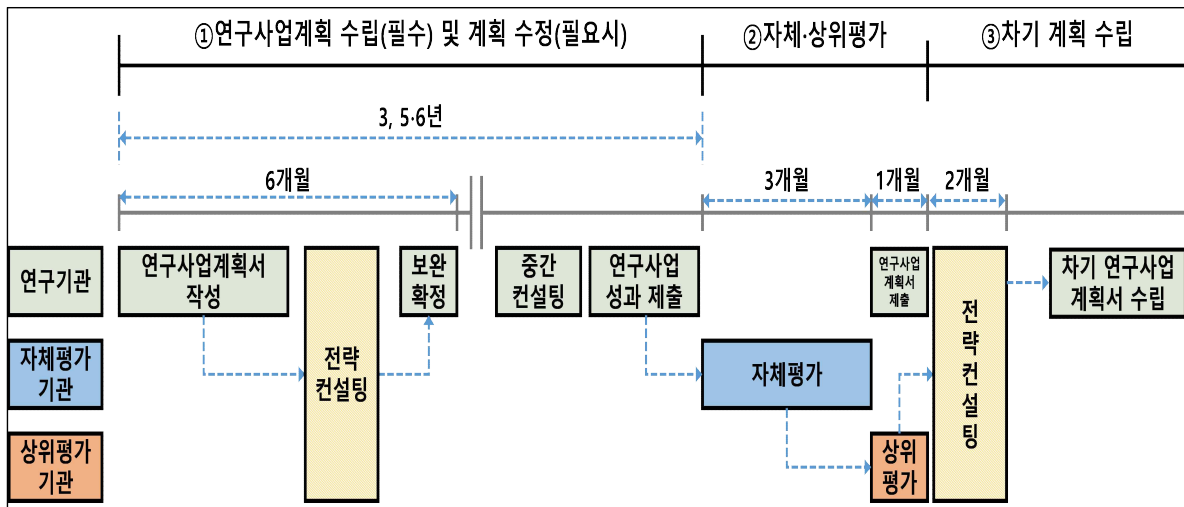 ①연구사업계획 수립(필수) 및 계획 수정(필요시)
②자체·상위평가
③차기 계획 수립
3, 5·6년
6개월
3개월
1개월
2개월
연구기관
연구사업계획서
작성
보완
확정
중간
컨설팅
연구사업
성과 제출
연구사업
계획서
제출
차기 연구사업
계획서 수립
자체평가
기관
전략
컨설팅
자체평가
전
략
컨
설
팅
상위평가
기관
상위
평가